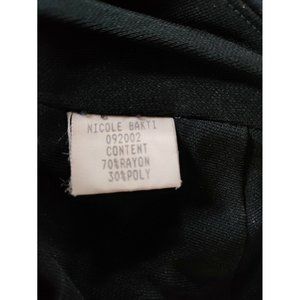 NICOLE BAKTI
092002
CONTENT
70%RAYON
30%POLY